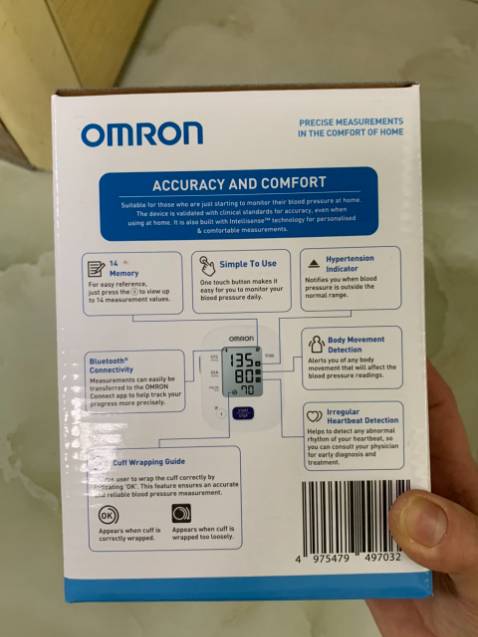 OMRON
PRECISE MEASUREMENTS
IN THE COMFORT OF HOME
ACCURACY AND COMFORT
Suitable for those who are just starting to monitor their blood pressure at home.
The device is validated with clinical standards for accuracy, even when
using at home. It is also built with Intellisense™ technology for personalised
& comfortable measurements.
14
Memory
For easy reference,
just press the to view up
to 14 measurement values.
Simple To Use
One touch button makes it
easy for you to monitor your
blood pressure daily.
Hypertension
Indicator
Notifies you when blood
pressure is outside the
normal range.
Bluetooth®
Connectivity
Measurements can easily be
transferred to the OMRON
Connect app to help track your
progress more precisely.
OMRON
135
80
70
START
STOP
Body Movement
Detection
Alerts you of any body
movement that will affect the
blood pressure readings.
Irregular
Heartbeat Detection
Helps to detect any abnormal
rhythm of your heartbeat, so
you can consult your physician
for early diagnosis and
treatment.
Cuff Wrapping Guide
user to wrap the cuff correctly by
'OK'. This feature ensures an accurate
reliable blood pressure measurement.
OK
Appears when cuff is
correctly wrapped.
Appears when cuff is
wrapped too loosely.
4 975479 497032